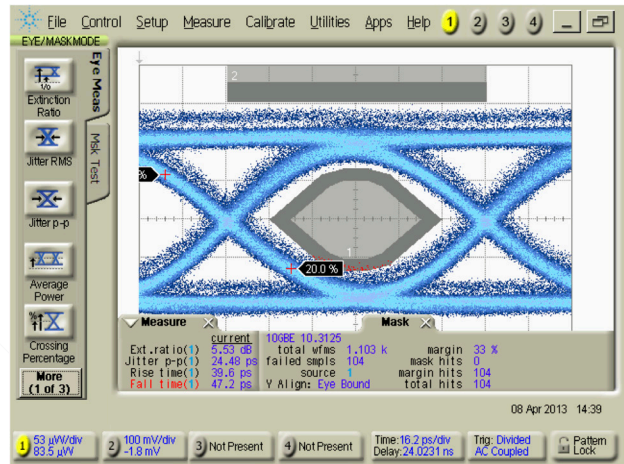 File Control Setup Measure Calibrate Utilities Apps Help 1 2 3 4
EYE/MASK MODE
Eye Meas
Msk Test
Extinction
Ratio
Jitter RMS
Jitter p-p
Average
Power
Crossing
Percentage
More
(1 of 3)
2
%
1
20.0 %
Measure
Mask
current
Ext.ratio(1) 5.53 dB
Jitter p-p(1) 24.48 ps
Rise time(1) 39.6 ps
Fall time(1) 47.2 ps
10GBE 10.3125
total wfms 1.103 k margin 33 %
failed smpls 104 mask hits 0
source 1 margin hits 104
Y Align: Eye Bound total hits 104
08 Apr 2013 14:39
1 53 µW/div
83.5 µW
2 100 mV/div
-1.8 mV
3 Not Present
4 Not Present
Time:16.2 ps/div
Delay:24.0231 ns
Trig: Divided
AC Coupled
Pattern
Lock